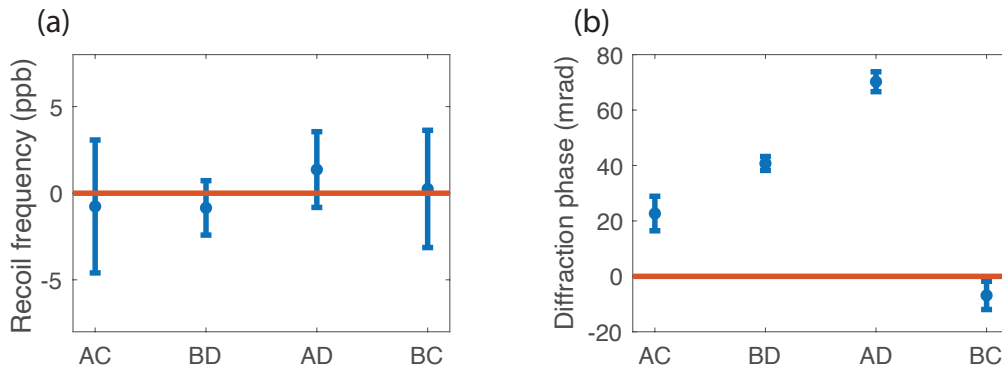 (a)
Recoil frequency (ppb)
5
0
-5
AC BD AD BC
(b)
Diffraction phase (mrad)
80
60
40
20
0
-20
AC BD AD BC